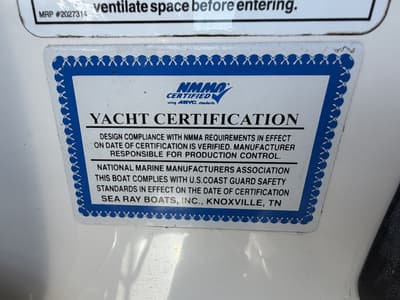 ventilate space before entering.
MRP #2027314
NMMA
CERTIFIED
using ABYC standards
YACHT CERTIFICATION
DESIGN COMPLIANCE WITH NMMA REQUIREMENTS IN EFFECT
ON DATE OF CERTIFICATION IS VERIFIED. MANUFACTURER
RESPONSIBLE FOR PRODUCTION CONTROL.
NATIONAL MARINE MANUFACTURERS ASSOCIATION
THIS BOAT COMPLIES WITH U.S.COAST GUARD SAFETY
STANDARDS IN EFFECT ON THE DATE OF CERTIFICATION
SEA RAY BOATS, INC., KNOXVILLE, TN